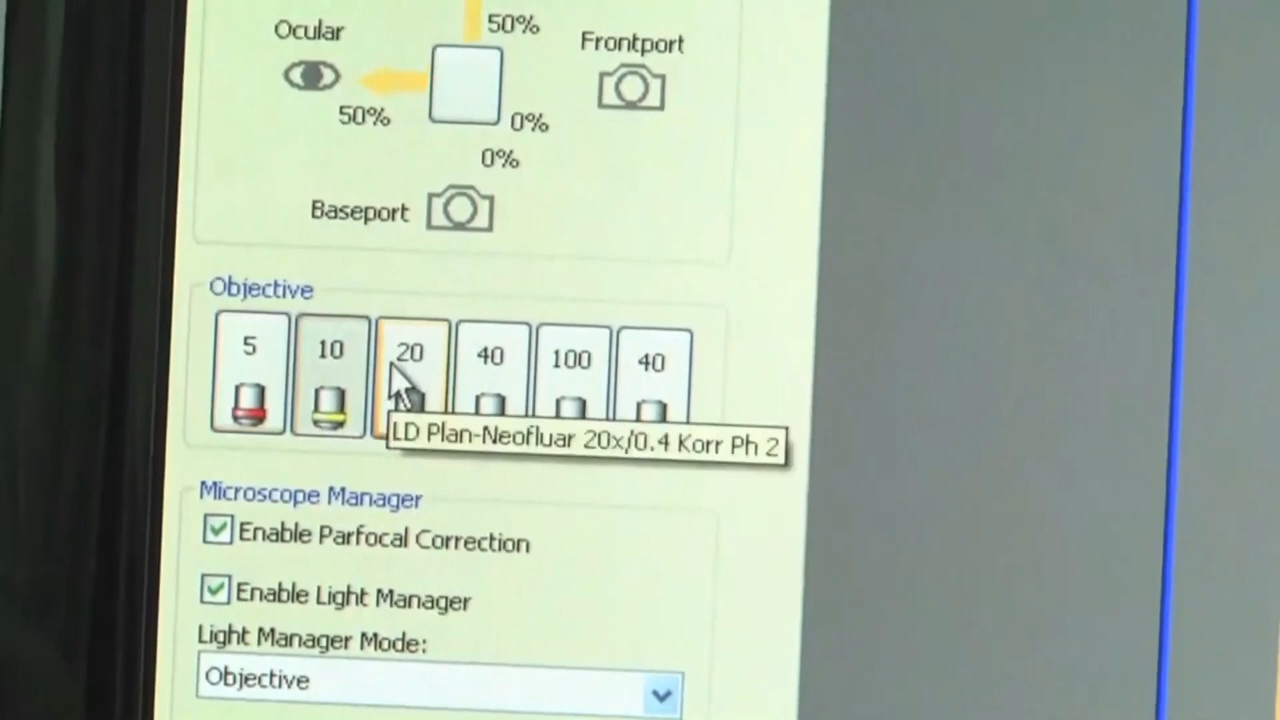 50%
Ocular
Frontport
50%
0%
0%
Baseport
Objective
5 10 20 40 100 40
LD Plan-Neofluar 20x/0.4 Korr Ph 2
Microscope Manager
Enable Parfocal Correction
Enable Light Manager
Light Manager Mode:
Objective